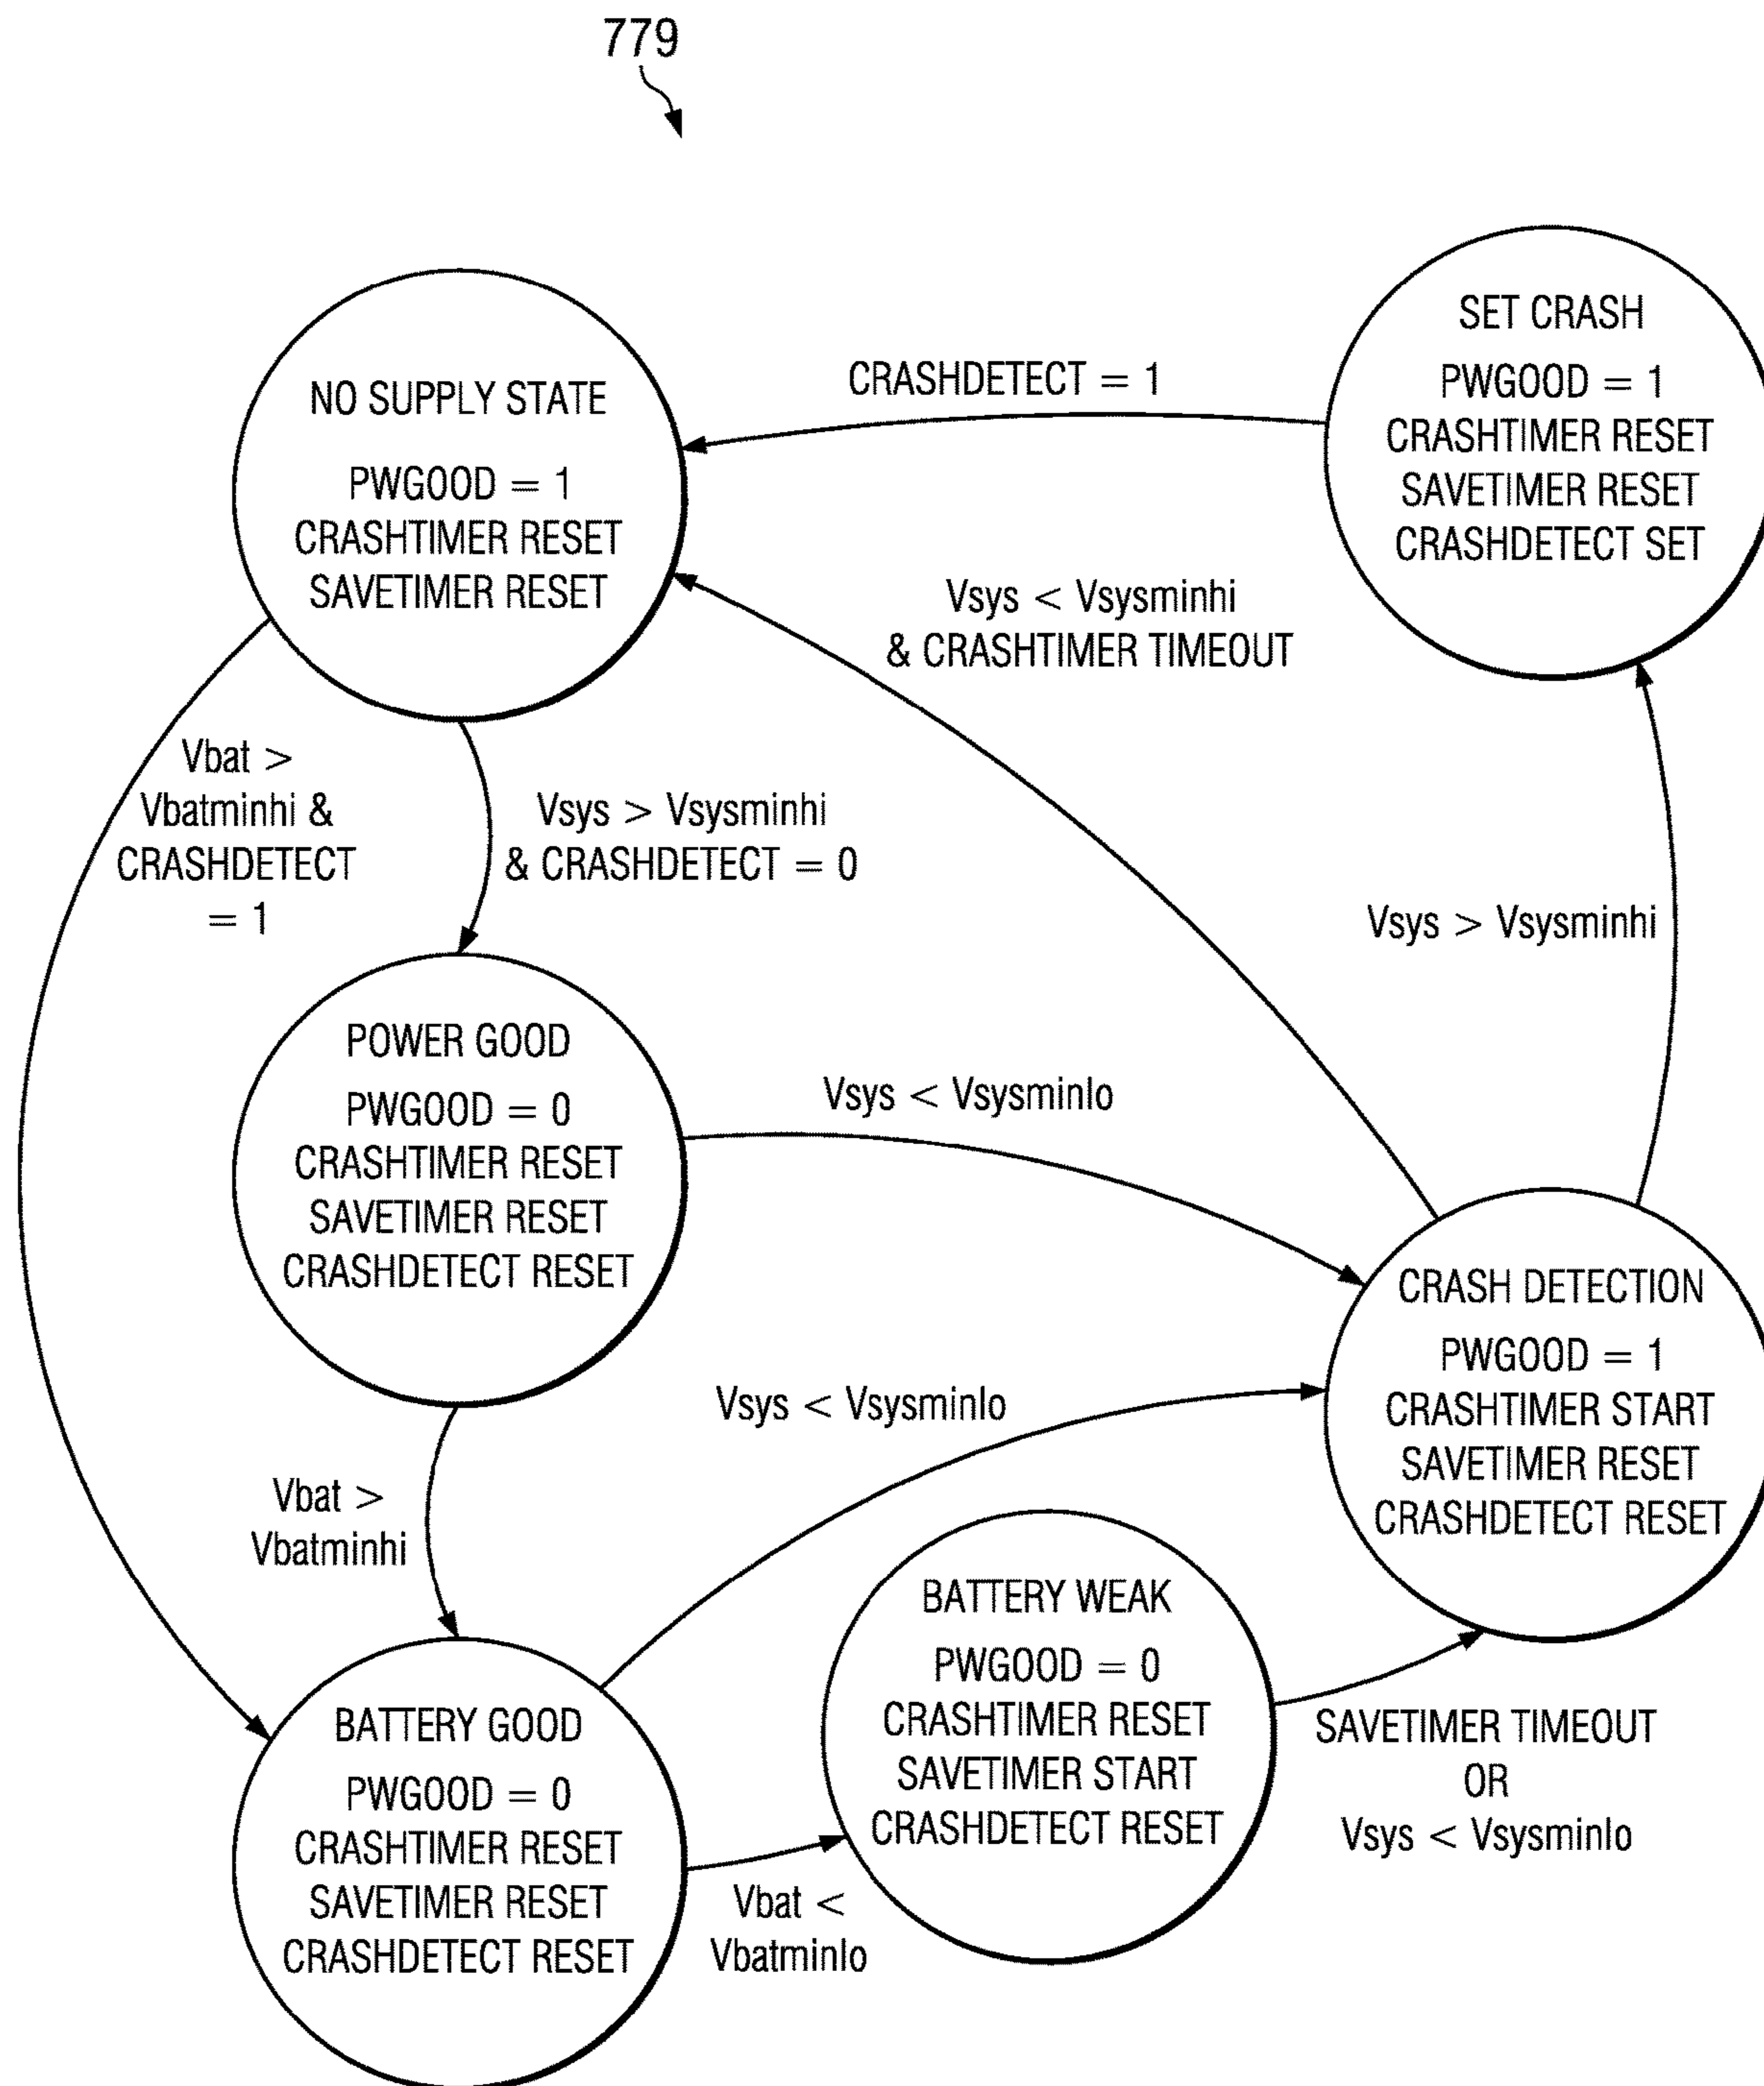 779
SET CRASH
PWGOOD = 1
CRASHTIMER RESET
SAVETIMER RESET
CRASHDETECT SET
CRASHDETECT = 1
NO SUPPLY STATE
PWGOOD = 1
CRASHTIMER RESET
SAVETIMER RESET
Vsys < Vsysminhi
& CRASHTIMER TIMEOUT
Vbat >
Vbatminhi &
CRASHDETECT
= 1
Vsys > Vsysminhi
& CRASHDETECT = 0
Vsys > Vsysminhi
POWER GOOD
PWGOOD = 0
CRASHTIMER RESET
SAVETIMER RESET
CRASHDETECT RESET
Vsys < Vsysminlo
CRASH DETECTION
PWGOOD = 1
CRASHTIMER START
SAVETIMER RESET
CRASHDETECT RESET
Vsys < Vsysminlo
Vbat >
Vbatminhi
BATTERY WEAK
PWGOOD = 0
CRASHTIMER RESET
SAVETIMER START
CRASHDETECT RESET
SAVETIMER TIMEOUT
OR
Vsys < Vsysminlo
BATTERY GOOD
PWGOOD = 0
CRASHTIMER RESET
SAVETIMER RESET
CRASHDETECT RESET
Vbat <
Vbatminlo